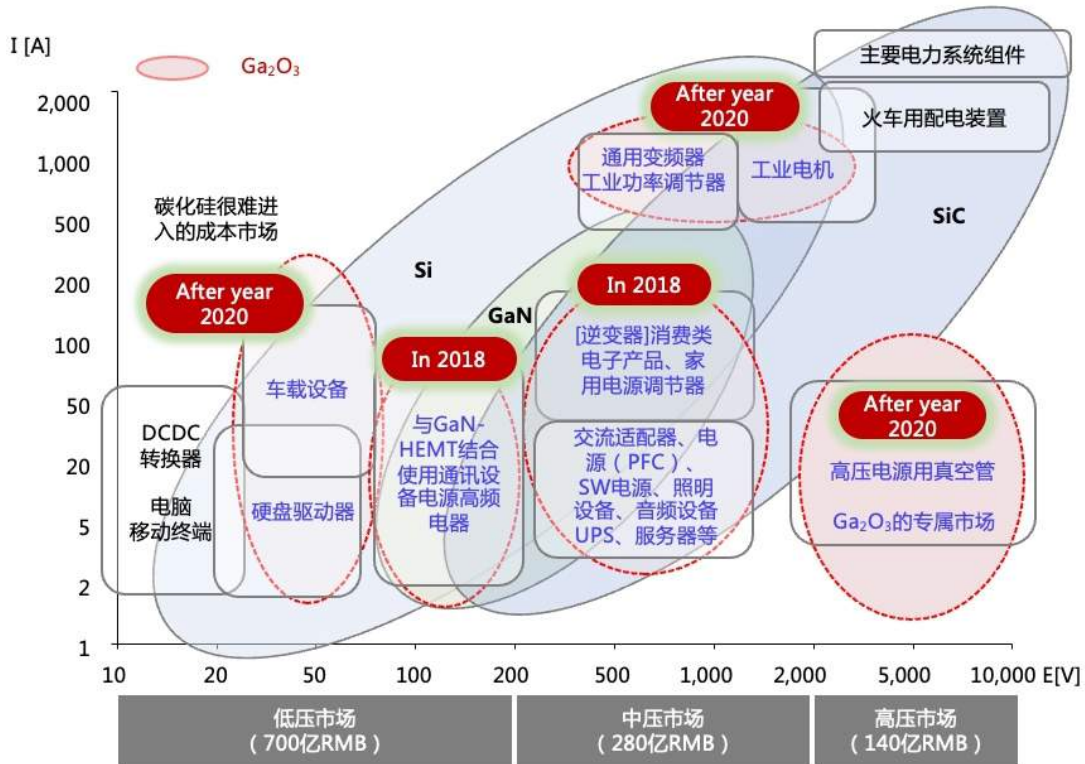 I [A]
Ga₂O₃
主要电力系统组件
2,000
After year
2020
火车用配电装置
1,000
通用变频器
工业功率调节器
工业电机
碳化硅很难进
入的成本市场
500
SiC
Si
200
After year
2020
In 2018
GaN
100
In 2018
[逆变器]消费类
电子产品、家
用电源调节器
车载设备
50
After year
2020
与GaN-
HEMT结合
使用通讯设
备电源高频
电器
DCDC
转换器
交流适配器、电
源（PFC）、
SW电源、照明
设备、音频设备
UPS、服务器等
20
高压电源用真空管
电脑
移动终端
硬盘驱动器
Ga₂O₃的专属市场
5
2
1
10
20
50
100
200
500
1,000
2,000
5,000
10,000 E[V]
低压市场
（700亿RMB）
中压市场
（280亿RMB）
高压市场
（140亿RMB）